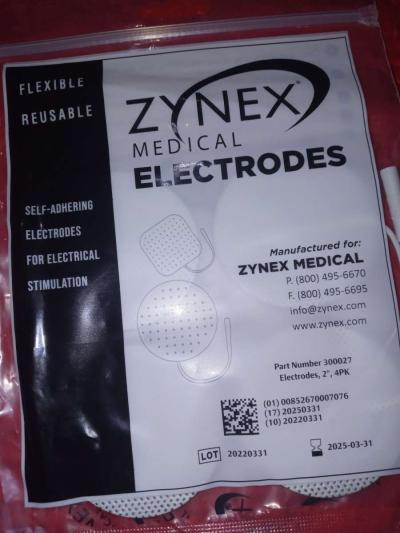 FLEXIBLE
REUSABLE
ZYNEX
MEDICAL
ELECTRODES
SELF-ADHERING
ELECTRODES
FOR ELECTRICAL
STIMULATION
Manufactured for:
ZYNEX MEDICAL
P. (800) 495-6670
F. (800) 495-6695
info@zynex.com
www.zynex.com
Part Number 300027
Electrodes, 2", 4PK
(01) 00852670007076
(17) 20250331
(10) 20220331
LOT 20220331
2025-03-31